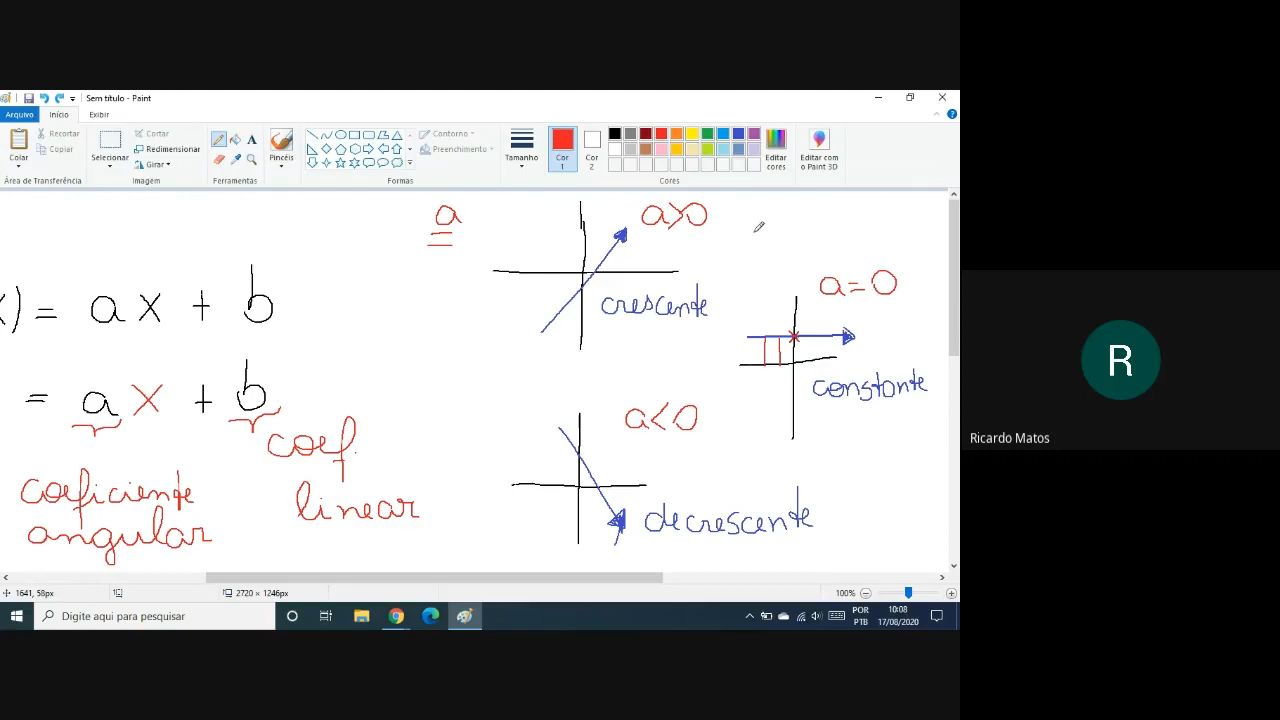 Sem título - Paint
Arquivo Início Exibir
Colar
Recortar
Copiar
Área de Transferência
Selecionar
Cortar
Redimensionar
Girar
Imagem
Ferramentas
Pincéis
Contorno
Preenchimento
Formas
Tamanho
Cor 1
Cor 2
Cores
Editar cores
Editar com o Paint 3D
a
a>0
crescente
a=0
constante
x) = ax + b
= ax + b
coeficiente
angular
coef.
linear
a<0
decrescente
Ricardo Matos
R
1641, 58px
2720 × 1246px
100%
Digite aqui para pesquisar
POR
PTB
10:08
17/08/2020